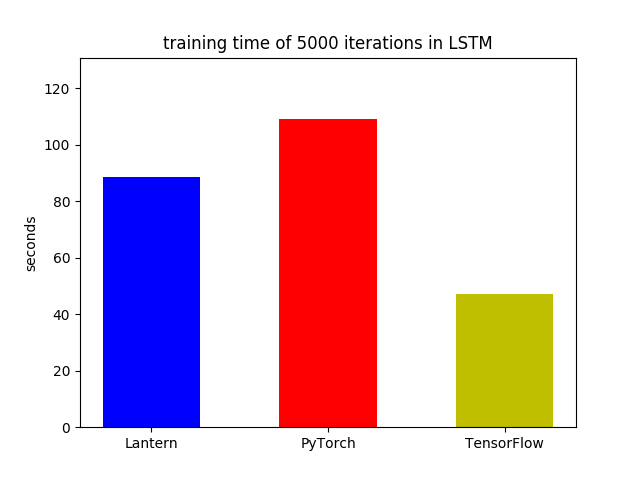 training time of 5000 iterations in LSTM
120
100
80
60
40
20
0
seconds
Lantern PyTorch TensorFlow